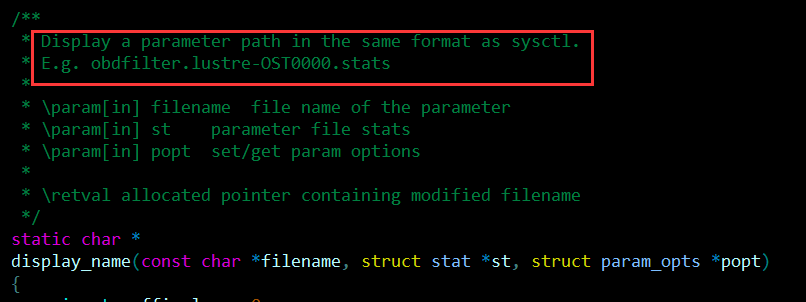 /**
 * Display a parameter path in the same format as sysctl.
 * E.g. obdfilter.lustre-OST0000.stats
 *
 * \param[in] filename  file name of the parameter
 * \param[in] st    parameter file stats
 * \param[in] popt  set/get param options
 *
 * \retval allocated pointer containing modified filename
 */
static char *
display_name(const char *filename, struct stat *st, struct param_opts *popt)
{